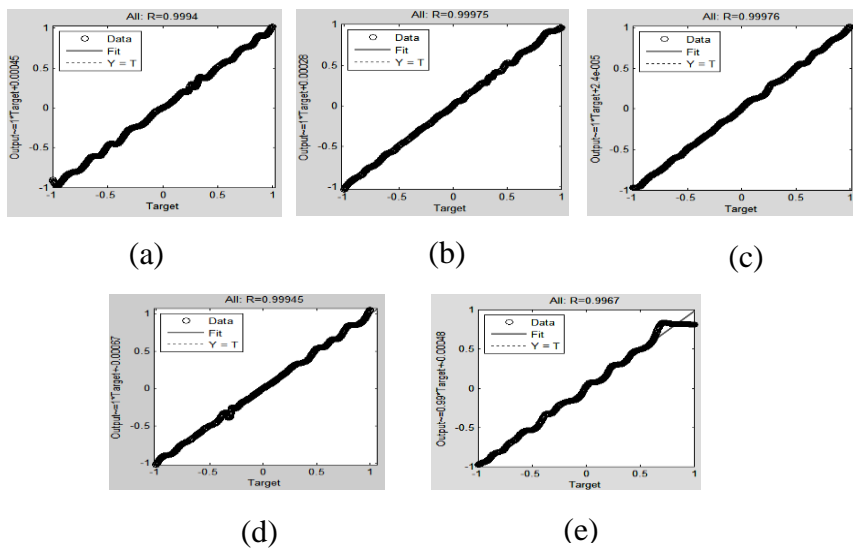 All: R=0.9994
Output~=1*Target+0.00045
1
0.5
0
-0.5
-1
Data
Fit
Y = T
-1
-0.5
0
0.5
1
Target
(a)
All: R=0.99975
Output~=1*Target+0.00028
1
0.5
0
-0.5
-1
Data
Fit
Y = T
-1
-0.5
0
0.5
1
Target
(b)
All: R=0.99976
Output~=1*Target+2.4e-005
1
0.5
0
-0.5
-1
Data
Fit
Y = T
-1
-0.5
0
0.5
1
Target
(c)
All: R=0.99945
Output~=1*Target+-0.00067
1
0.5
0
-0.5
-1
Data
Fit
Y = T
-1
-0.5
0
0.5
1
Target
(d)
All: R=0.9967
Output~=0.99*Target+0.00048
1
0.5
0
-0.5
-1
Data
Fit
Y = T
-1
-0.5
0
0.5
1
Target
(e)